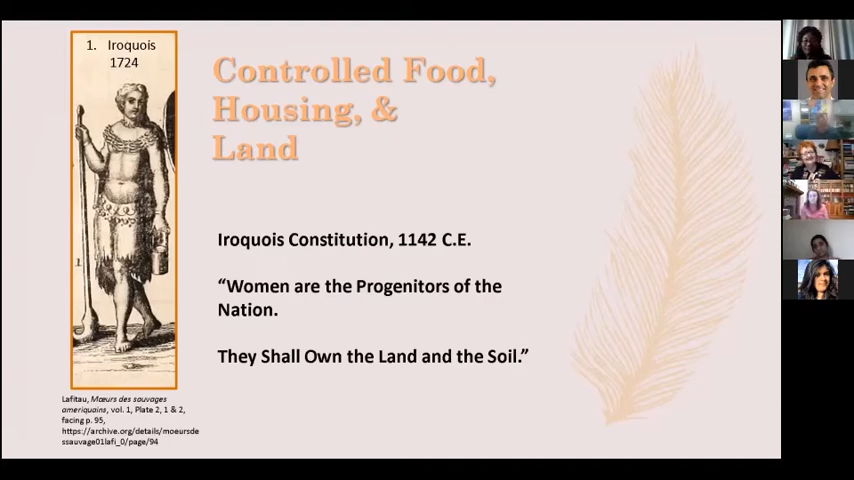 1. Iroquois
1724
Controlled Food,
Housing, &
Land
Iroquois Constitution, 1142 C.E.
“Women are the Progenitors of the
Nation.
They Shall Own the Land and the Soil.”
1.
Lafitau, Mœurs des sauvages
ameriquains, vol. 1, Plate 2, 1 & 2,
facing p. 95,
https://archive.org/details/moeursde
ssauvage01lafi_0/page/94